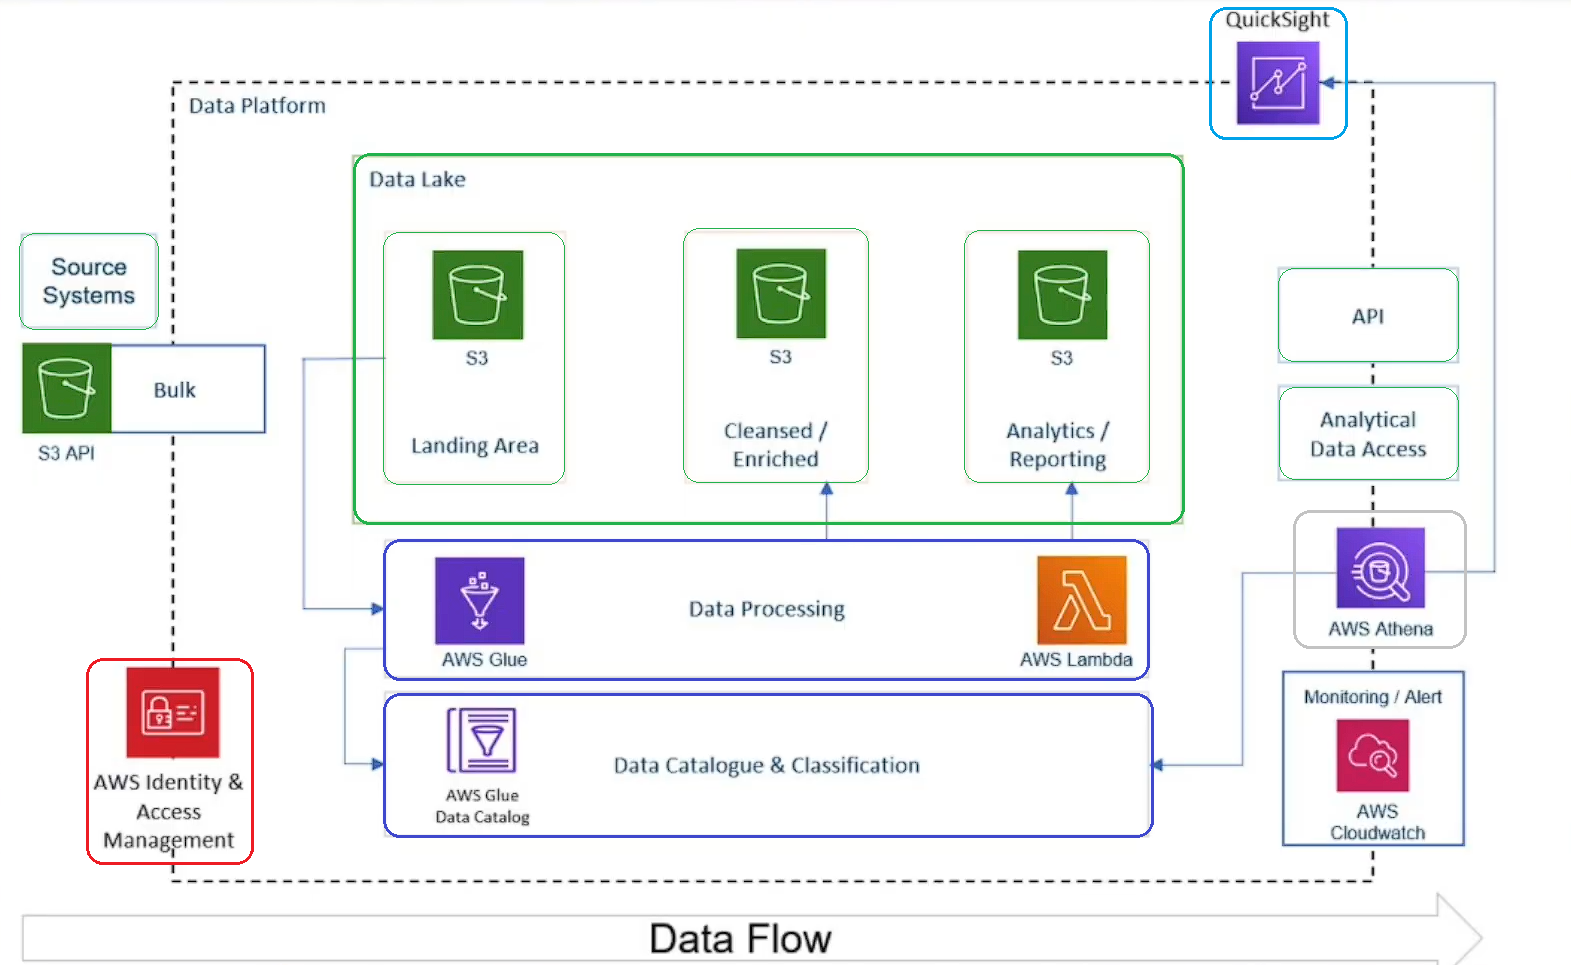 QuickSight
Data Platform
Data Lake
Source
Systems
S3
Landing Area
S3
Cleansed /
Enriched
S3
Analytics /
Reporting
API
Bulk
S3 API
Analytical
Data Access
AWS Glue
Data Processing
AWS Lambda
AWS Athena
AWS Identity &
Access
Management
AWS Glue
Data Catalog
Data Catalogue & Classification
Monitoring / Alert
AWS
Cloudwatch
Data Flow